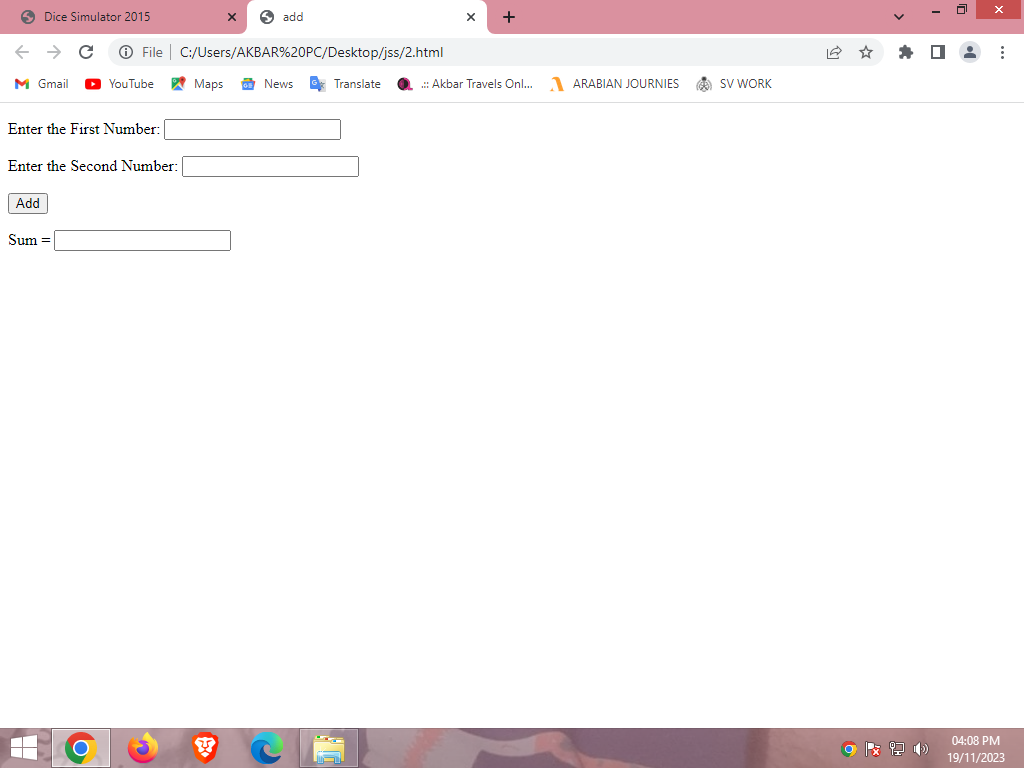 Dice Simulator 2015
add
File C:/Users/AKBAR%20PC/Desktop/jss/2.html
Gmail YouTube Maps News Translate .:: Akbar Travels Onl... ARABIAN JOURNIES SV WORK
Enter the First Number:
Enter the Second Number:
Add
Sum =
04:08 PM
19/11/2023